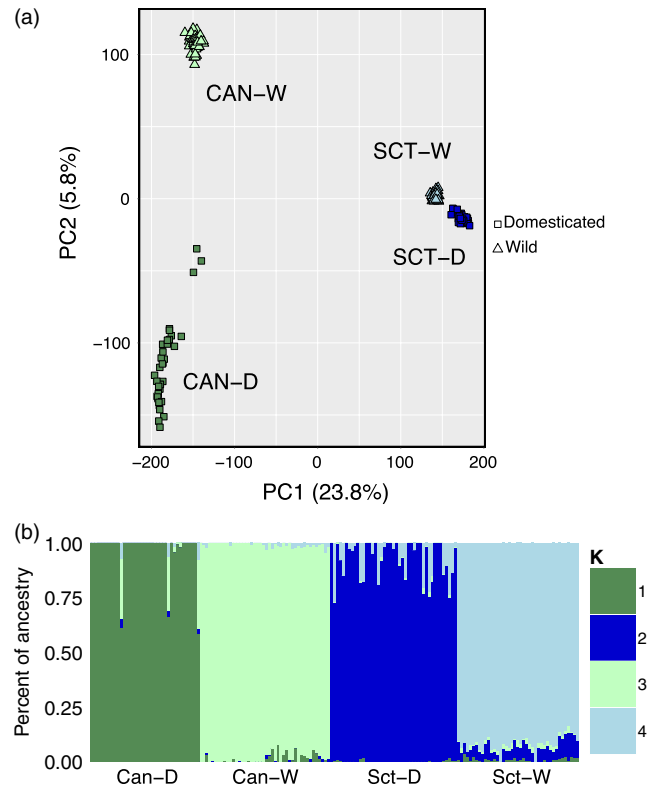 (a)
100
0
−100
PC2 (5.8%)
CAN−W
SCT−W
SCT−D
CAN−D
Domesticated
Wild
−200
−100
0
100
200
PC1 (23.8%)
(b)
1.00
0.75
0.50
0.25
0.00
Percent of ancestry
Can−D
Can−W
Sct−D
Sct−W
K
1
2
3
4